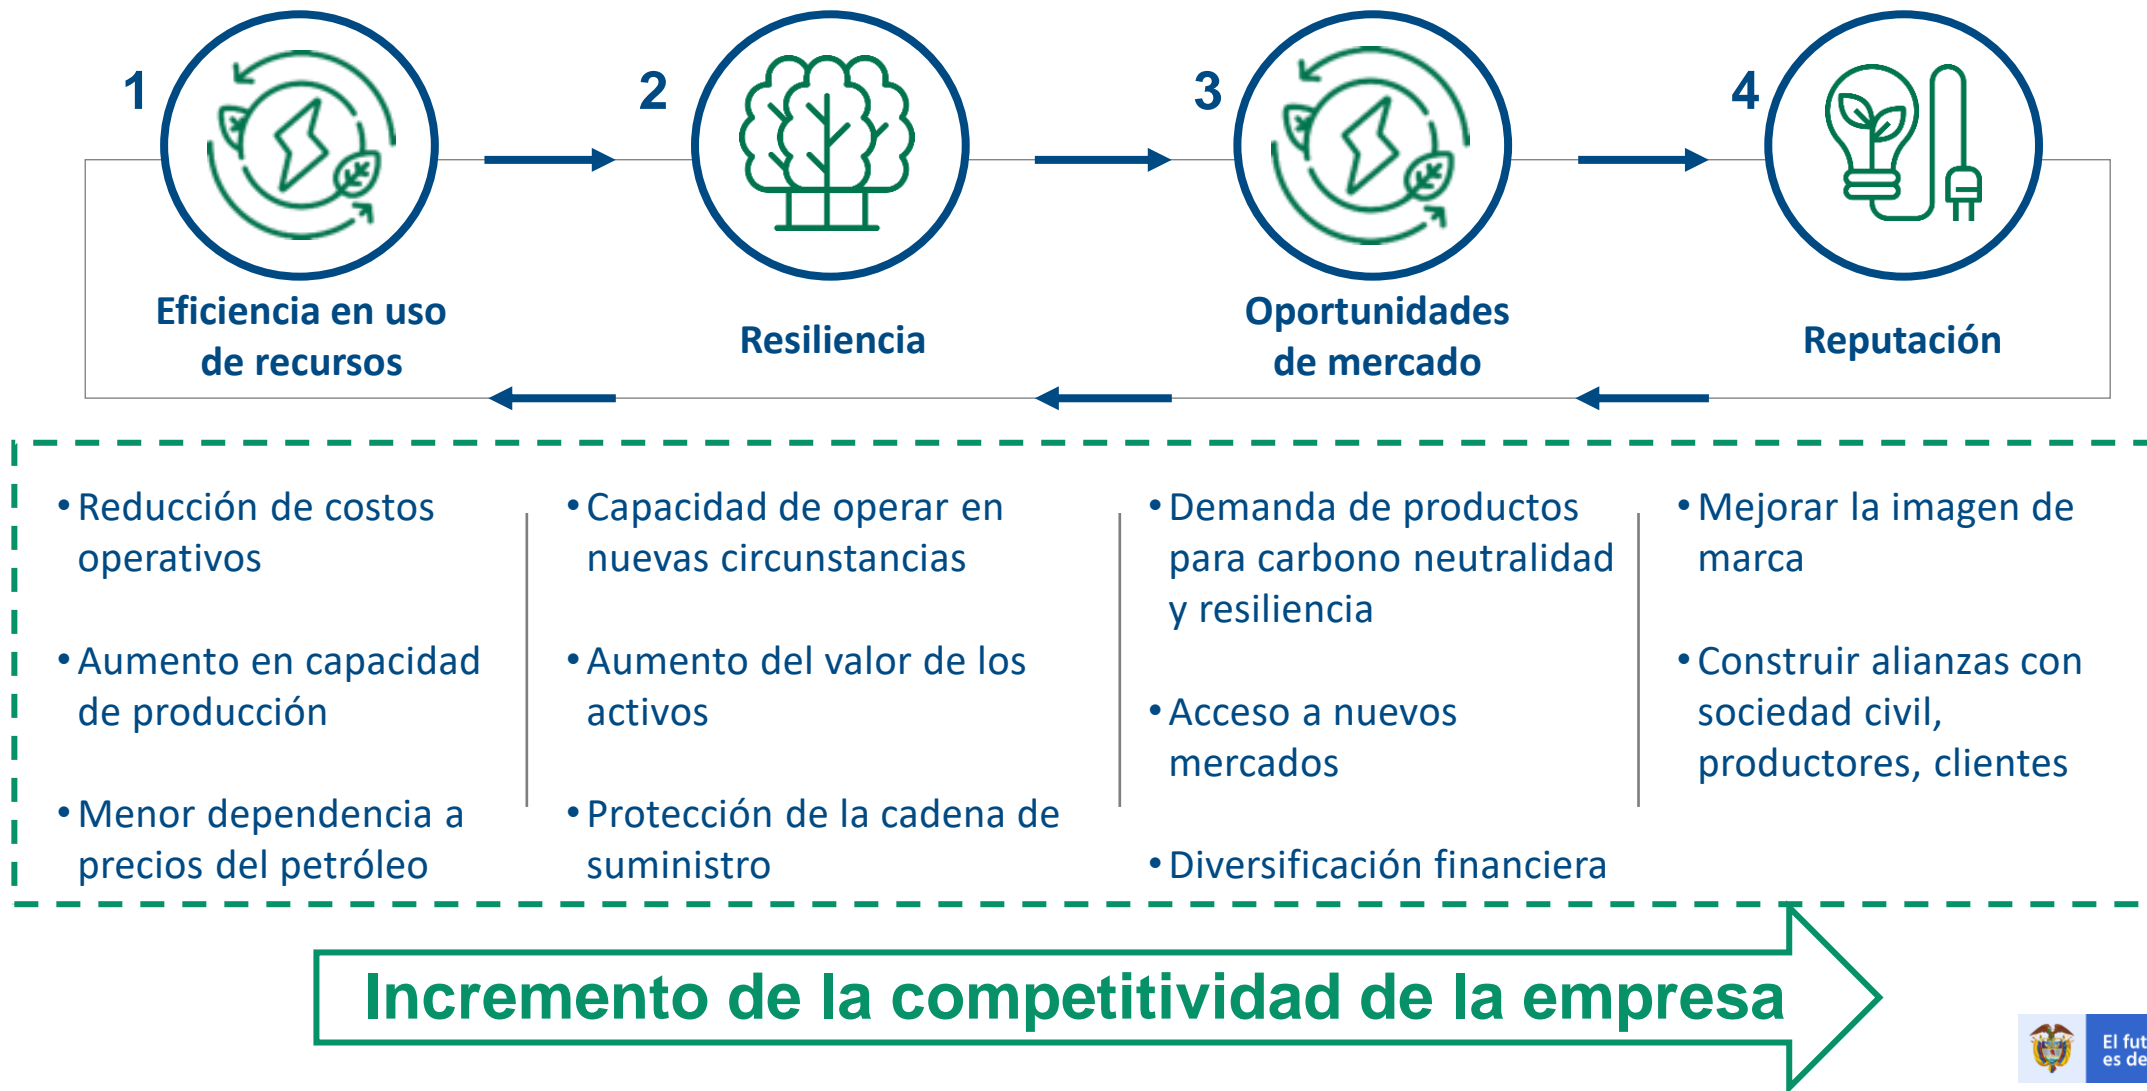 1
2
3
4
Eficiencia en uso
de recursos
Resiliencia
Oportunidades
de mercado
Reputación
•Reducción de costos
operativos
•Aumento en capacidad
de producción
•Menor dependencia a
precios del petróleo
•Capacidad de operar en
nuevas circunstancias
•Aumento del valor de los
activos
•Protección de la cadena de
suministro
•Demanda de productos
para carbono neutralidad
y resiliencia
•Acceso a nuevos
mercados
•Diversificación financiera
•Mejorar la imagen de
marca
•Construir alianzas con
sociedad civil,
productores, clientes
Incremento de la competitividad de la empresa
El fut
es de